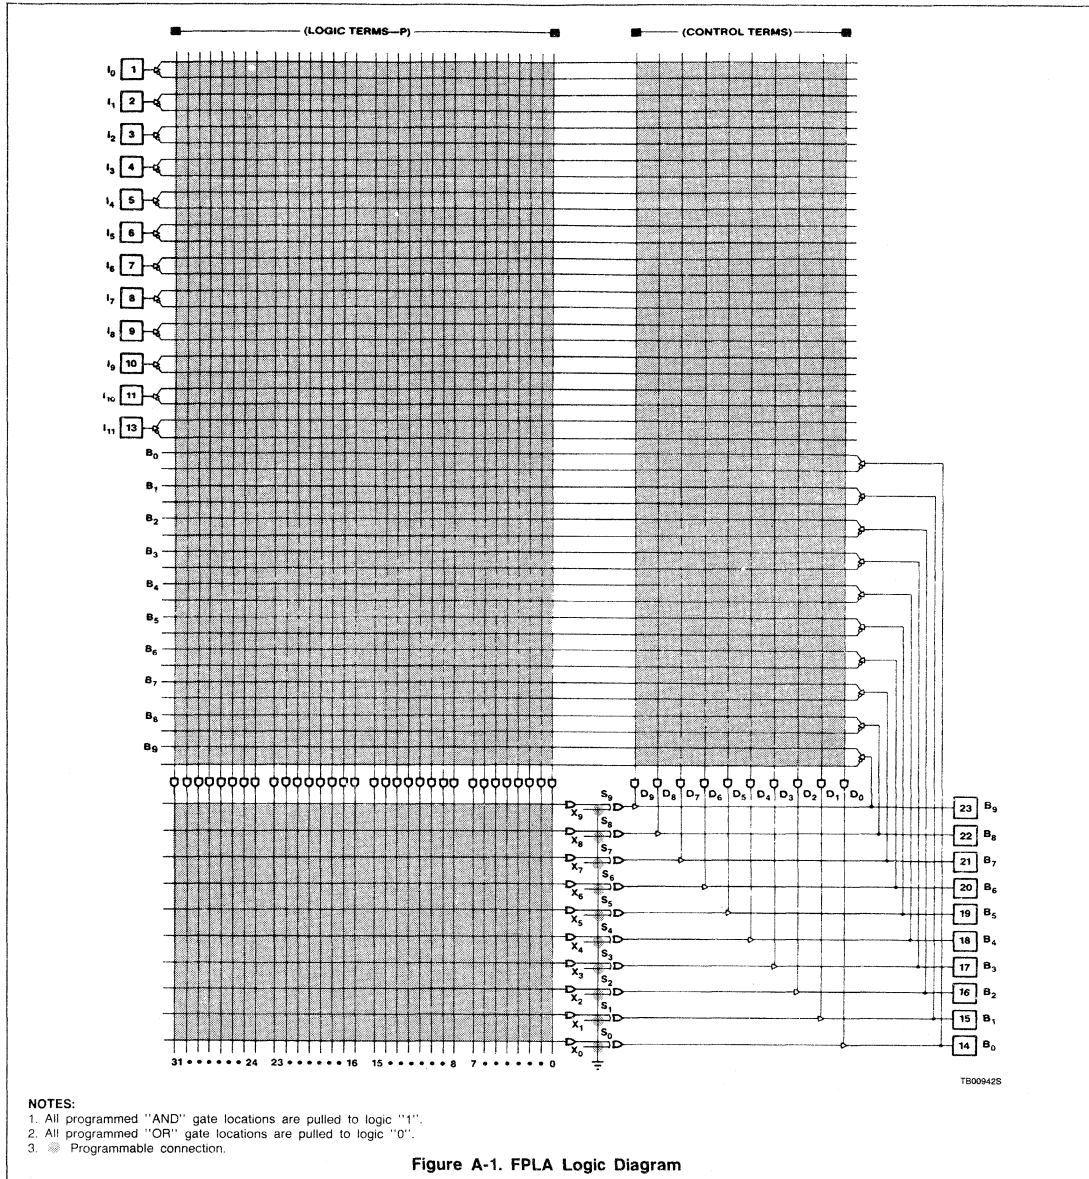 (LOGIC TERMS—P) (CONTROL TERMS)
I0 1
I1 2
I2 3
I3 4
I4 5
I5 6
I6 7
I7 8
I8 9
I9 10
I10 11
I11 13
B0
B1
B2
B3
B4
B5
B6
B7
B8
B9
S9 D9 D8 D7 D6 D5 D4 D3 D2 D1 D0
X9 23 B9
S8
X8 22 B8
S7
X7 21 B7
S6
X6 20 B6
S5
X5 19 B5
S4
X4 18 B4
S3
X3 17 B3
S2
X2 16 B2
S1
X1 15 B1
S0
X0 14 B0
31 • • • • • • 24 23 • • • • • • 16 15 • • • • • • 8 7 • • • • • • 0
TB00942S
NOTES:
1. All programmed "AND" gate locations are pulled to logic "1".
2. All programmed "OR" gate locations are pulled to logic "0".
3. Programmable connection.
Figure A-1. FPLA Logic Diagram